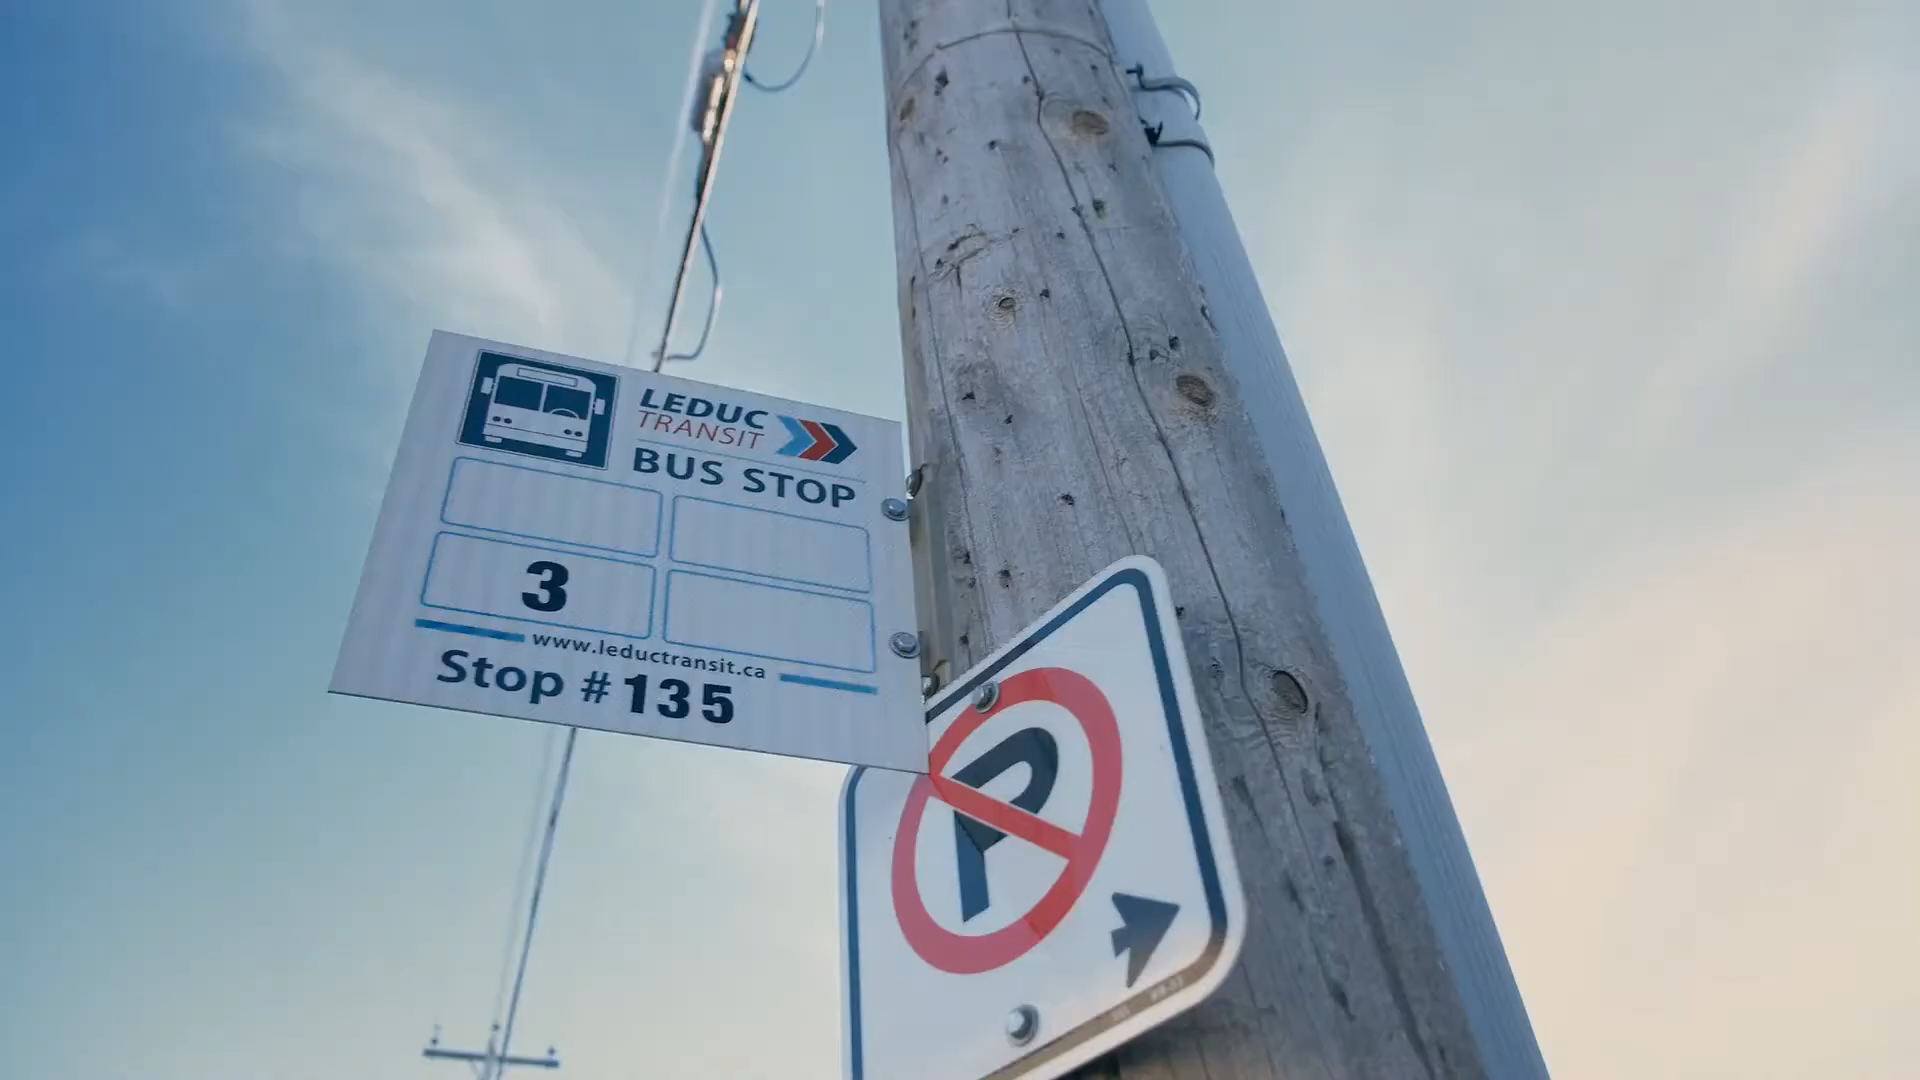 LEDUC
TRANSIT
BUS STOP
3
www.leductransit.ca
Stop #135
P